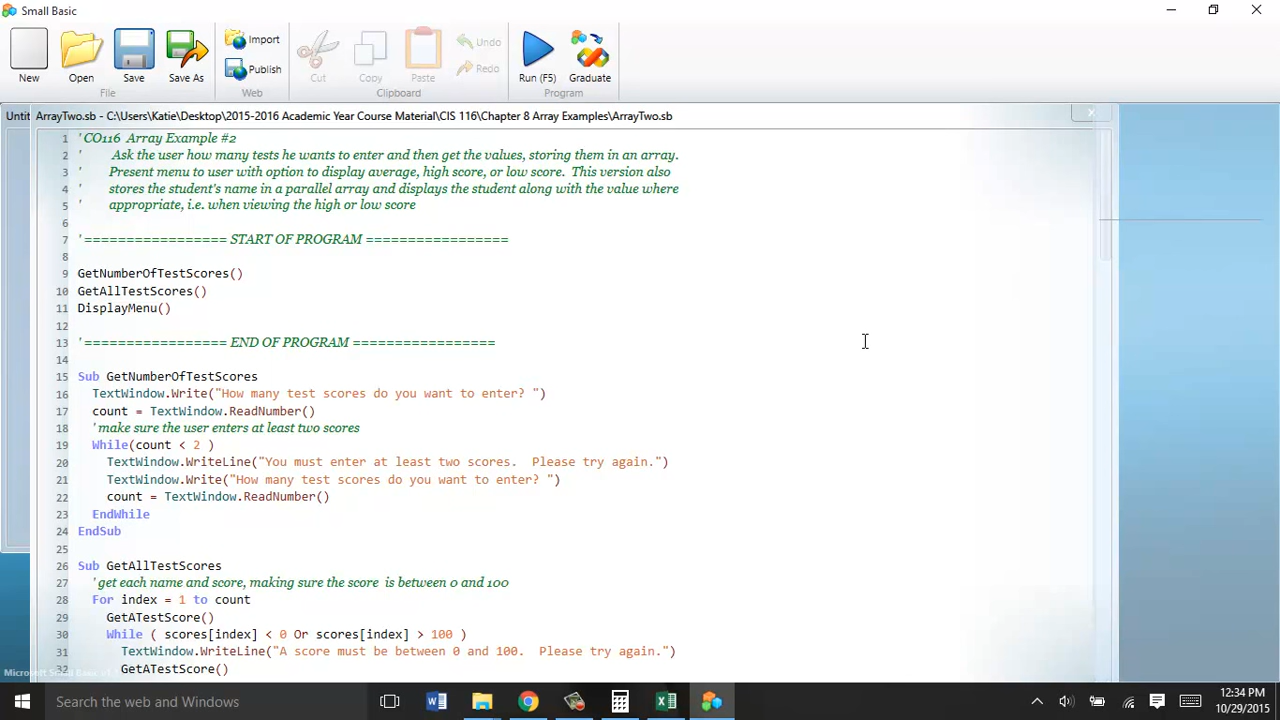 Small Basic
New
Open
Save
Save As
File
Import
Publish
Web
Cut
Copy
Paste
Undo
Redo
Clipboard
Run (F5)
Graduate
Program
Untit
ArrayTwo.sb - C:\Users\Katie\Desktop\2015-2016 Academic Year Course Material\CIS 116\Chapter 8 Array Examples\ArrayTwo.sb
1 ' CO116 Array Example #2
2 ' Ask the user how many tests he wants to enter and then get the values, storing them in an array.
3 ' Present menu to user with option to display average, high score, or low score. This version also
4 ' stores the student's name in a parallel array and displays the student along with the value where
5 ' appropriate, i.e. when viewing the high or low score
6
7 ' ================= START OF PROGRAM =================
8
9 GetNumberOfTestScores()
10 GetAllTestScores()
11 DisplayMenu()
12
13 ' ================= END OF PROGRAM =================
14
15 Sub GetNumberOfTestScores
16 TextWindow.Write("How many test scores do you want to enter? ")
17 count = TextWindow.ReadNumber()
18 ' make sure the user enters at least two scores
19 While(count < 2 )
20 TextWindow.WriteLine("You must enter at least two scores.  Please try again.")
21 TextWindow.Write("How many test scores do you want to enter? ")
22 count = TextWindow.ReadNumber()
23 EndWhile
24 EndSub
25
26 Sub GetAllTestScores
27 ' get each name and score, making sure the score is between 0 and 100
28 For index = 1 to count
29 GetATestScore()
30 While ( scores[index] < 0 Or scores[index] > 100 )
31 TextWindow.WriteLine("A score must be between 0 and 100.  Please try again.")
32 GetATestScore()
Microsoft Small Basic
Search the web and Windows
12:34 PM
10/29/2015